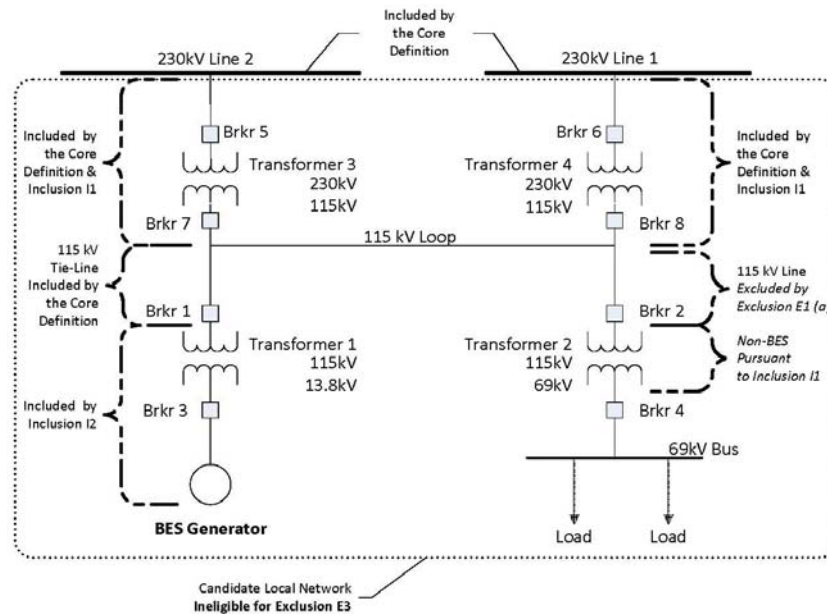 Included by
the Core
Definition
230kV Line 2
230kV Line 1
Included by
the Core
Definition &
Inclusion I1
Brkr 5
Transformer 3
230kV
115kV
Brkr 7
Brkr 6
Transformer 4
230kV
115kV
Brkr 8
Included by
the Core
Definition &
Inclusion I1
115 kV Loop
115 kV
Tie-Line
Included by
the Core
Definition
Brkr 1
Transformer 1
115kV
13.8kV
Brkr 3
Brkr 2
Transformer 2
115kV
69kV
Brkr 4
115 kV Line
Excluded by
Exclusion E1 (a
Non-BES
Pursuant
to Inclusion I1
Included by
Inclusion I2
BES Generator
69kV Bus
Load
Load
Candidate Local Network
Ineligible for Exclusion E3